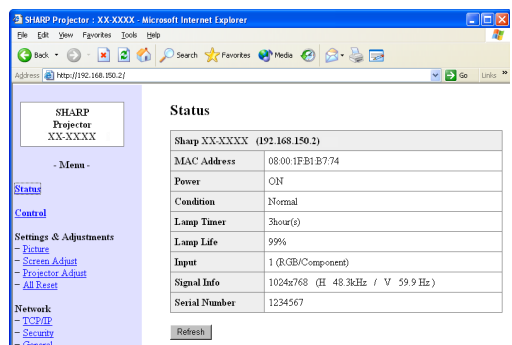 SHARP Projector : XX-XXXX - Microsoft Internet Explorer
File Edit View Favorites Tools Help
Back Search Favorites Media
Address http://192.168.150.2/ Go Links »
SHARP
Projector
XX-XXXX
- Menu -
Status
Control
Settings & Adjustments
– Picture
– Screen Adjust
– Projector Adjust
– All Reset
Network
– TCP/IP
– Security
– General
Status
Sharp XX-XXXX (192.168.150.2)
MAC Address 08:00:1F:B1:B7:74
Power ON
Condition Normal
Lamp Timer 3hour(s)
Lamp Life 99%
Input 1 (RGB/Component)
Signal Info 1024x768 (H 48.3kHz / V 59.9 Hz )
Serial Number 1234567
Refresh